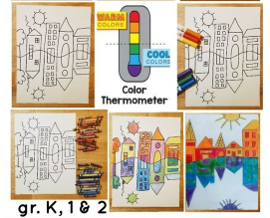 WARM
COLORS
COOL
COLORS
Color
Thermometer
gr. K, 1 & 2